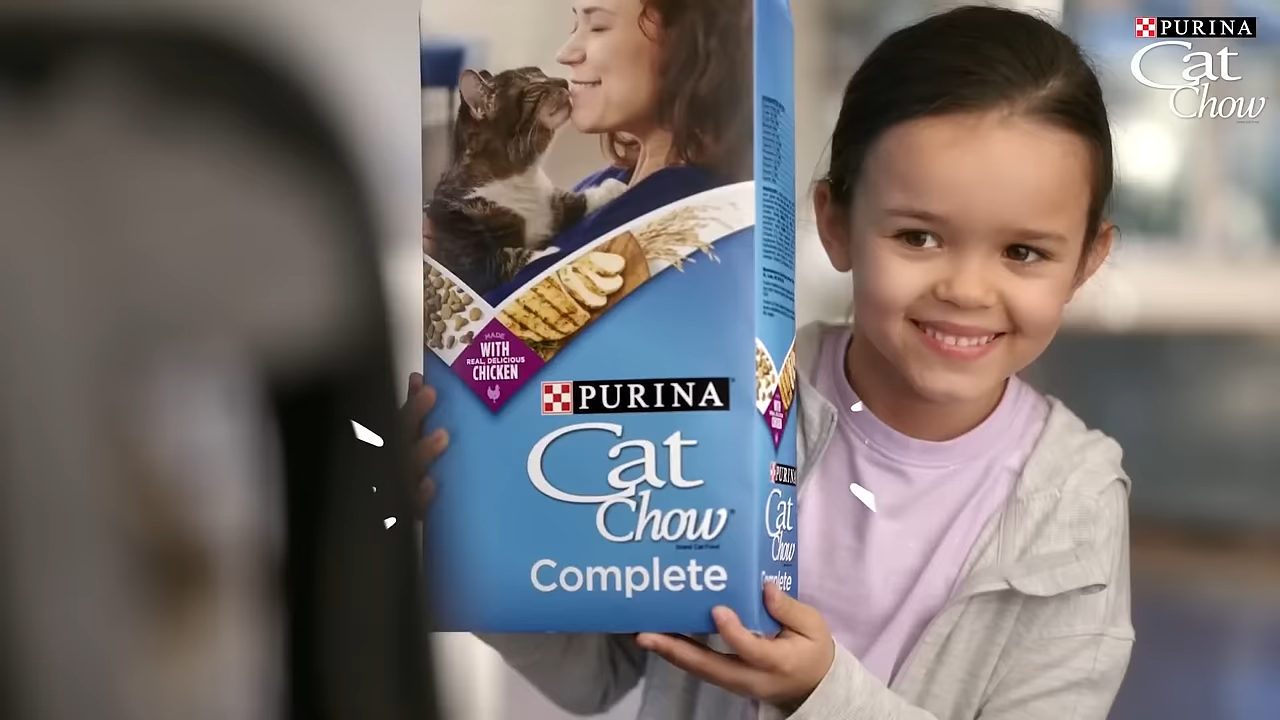 PURINA
Cat
Chow
MADE
WITH
REAL, DELICIOUS
CHICKEN
PURINA
Cat
Chow
Complete
PURINA
Cat
Chow
Complete